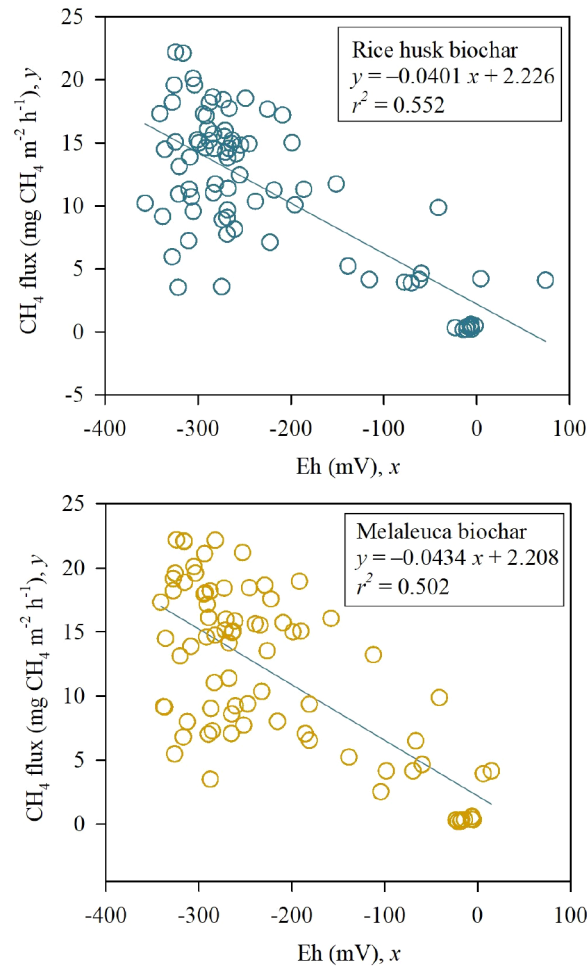 25
20
15
10
5
0
-5
CH₄ flux (mg CH₄ m⁻² h⁻¹), y
Rice husk biochar
y = –0.0401 x + 2.226
r² = 0.552
-400 -300 -200 -100 0 100
Eh (mV), x
25
20
15
10
5
0
CH₄ flux (mg CH₄ m⁻² h⁻¹), y
Melaleuca biochar
y = –0.0434 x + 2.208
r² = 0.502
-400 -300 -200 -100 0 100
Eh (mV), x